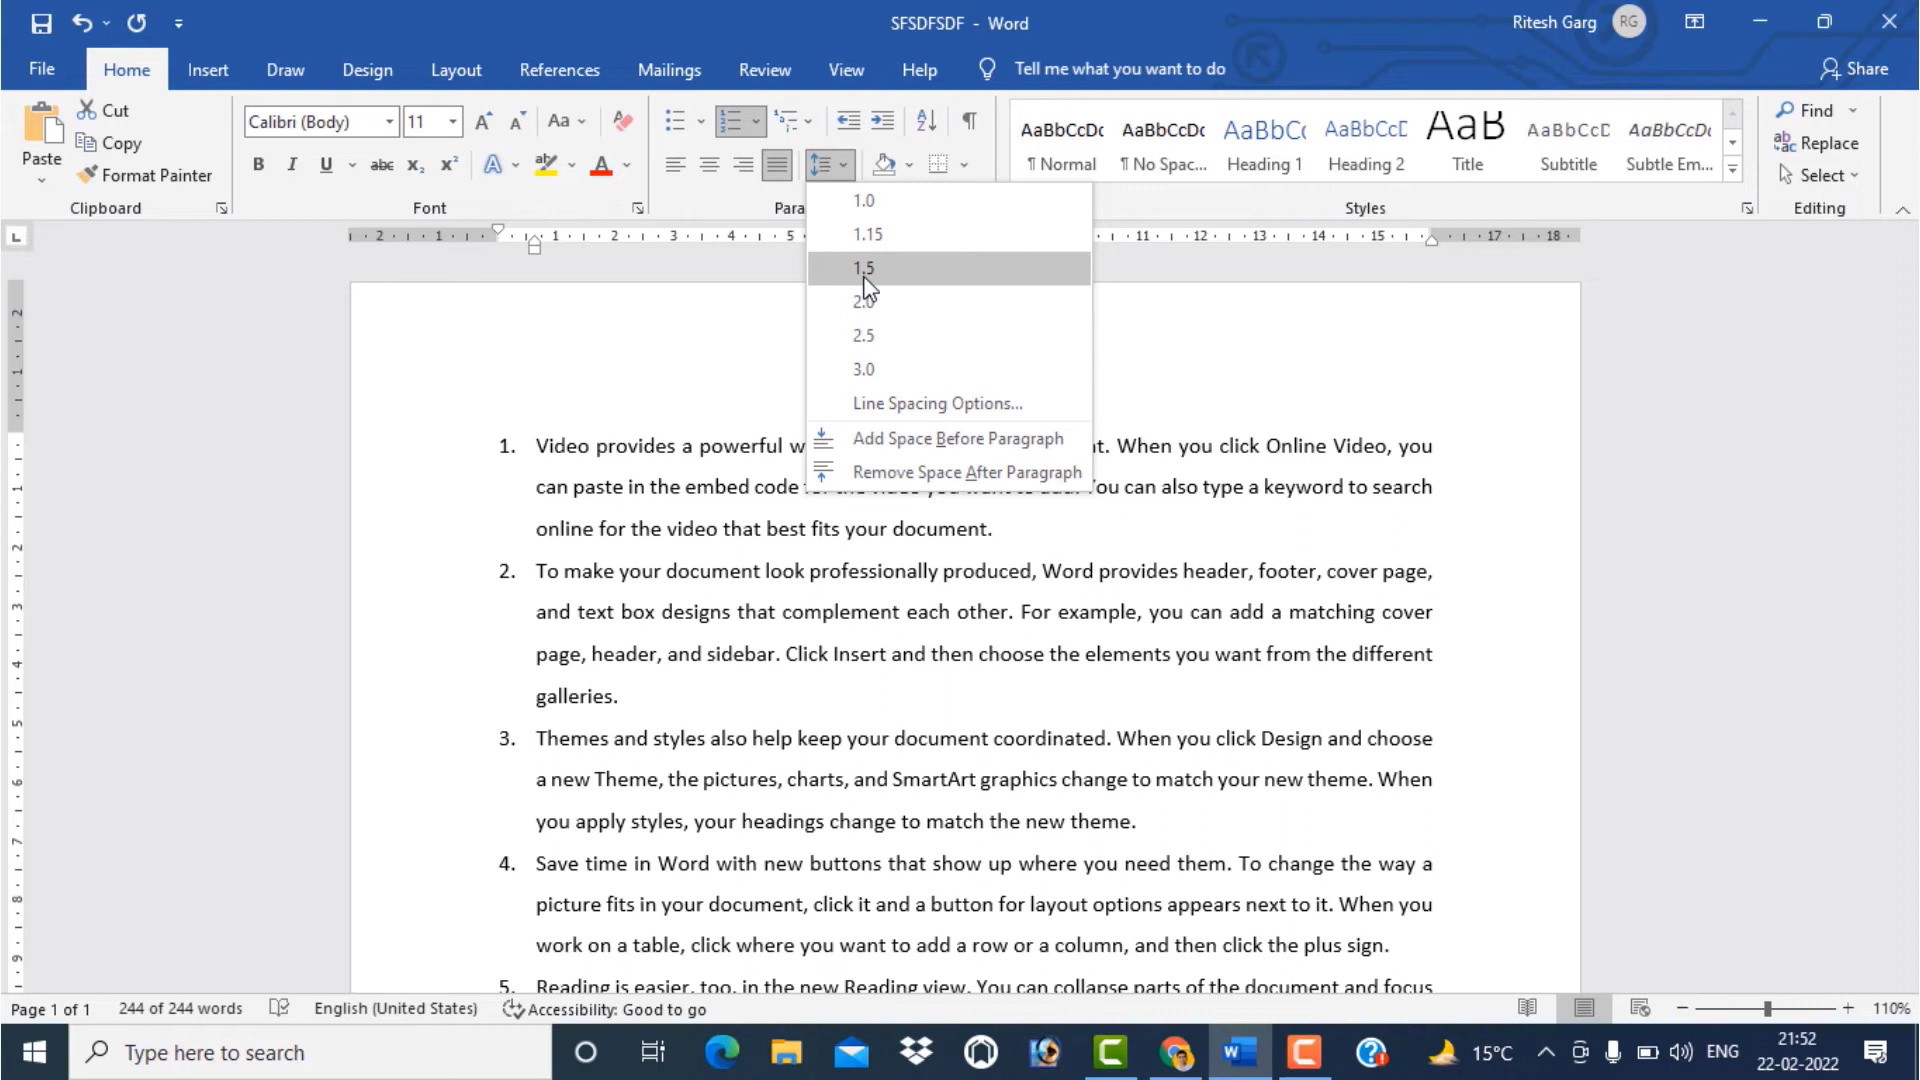 SFSDFSDF - Word
Ritesh Garg RG
File Home Insert Draw Design Layout References Mailings Review View Help Tell me what you want to do Share
Cut
Copy
Format Painter
Paste
Clipboard
Calibri (Body) 11
Font
Para
AaBbCcDc ¶ Normal
AaBbCcDc ¶ No Spac...
AaBbC( Heading 1
AaBbCcC Heading 2
AaB Title
AaBbCcD Subtitle
AaBbCcDc Subtle Em...
Styles
Find
Replace
Select
Editing
1.0
1.15
1.5
2.0
2.5
3.0
Line Spacing Options...
Add Space Before Paragraph
Remove Space After Paragraph
1. Video provides a powerful w t. When you click Online Video, you
can paste in the embed code for the video you want to add. You can also type a keyword to search
online for the video that best fits your document.
2. To make your document look professionally produced, Word provides header, footer, cover page,
and text box designs that complement each other. For example, you can add a matching cover
page, header, and sidebar. Click Insert and then choose the elements you want from the different
galleries.
3. Themes and styles also help keep your document coordinated. When you click Design and choose
a new Theme, the pictures, charts, and SmartArt graphics change to match your new theme. When
you apply styles, your headings change to match the new theme.
4. Save time in Word with new buttons that show up where you need them. To change the way a
picture fits in your document, click it and a button for layout options appears next to it. When you
work on a table, click where you want to add a row or a column, and then click the plus sign.
5. Reading is easier, too, in the new Reading view. You can collapse parts of the document and focus
Page 1 of 1 244 of 244 words English (United States) Accessibility: Good to go 110%
Type here to search
15°C ENG
21:52
22-02-2022